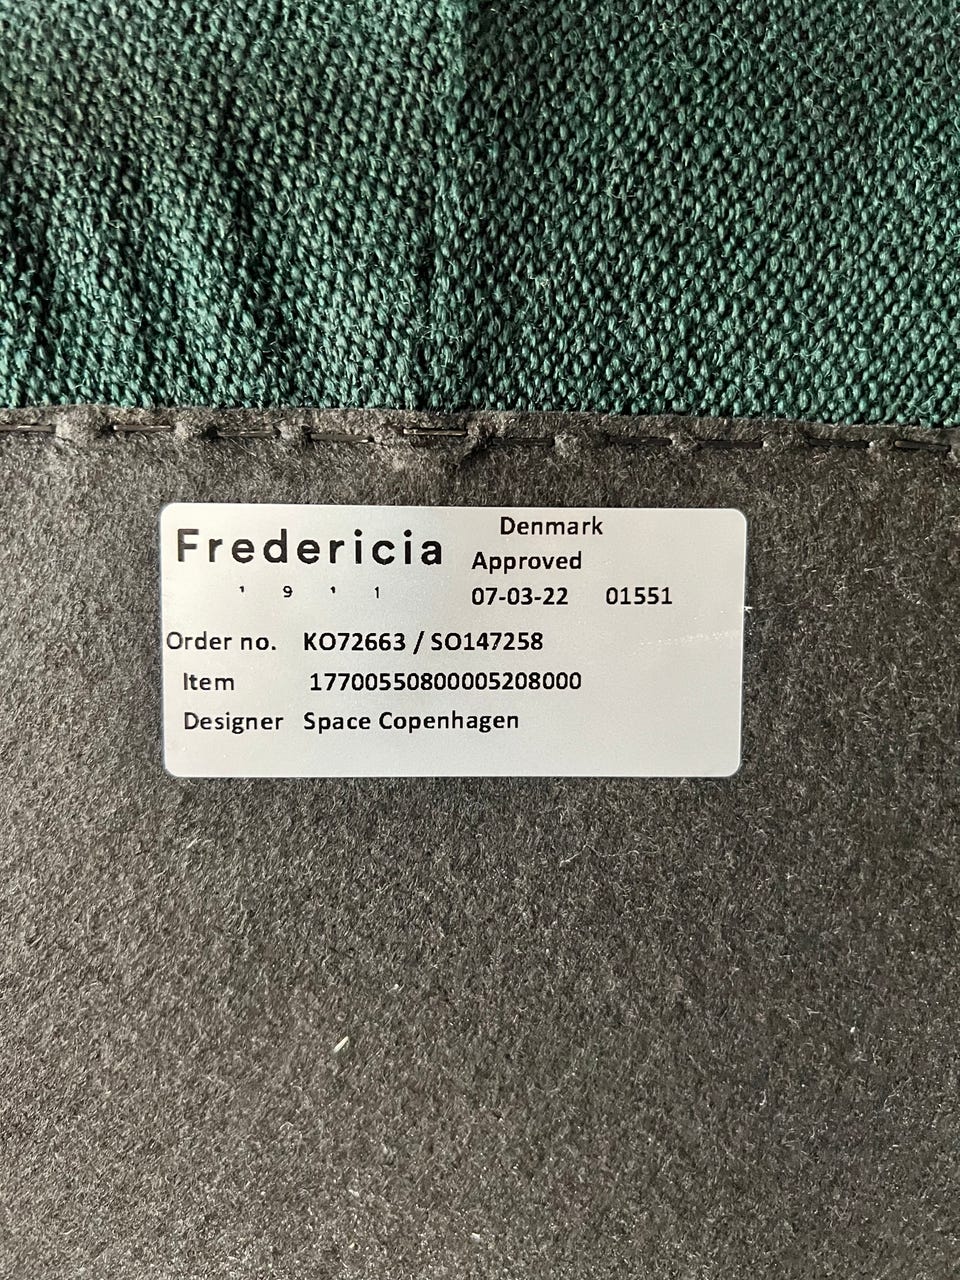 Fredericia
1 9 1 1
Denmark
Approved
07-03-22 01551
Order no. KO72663 / SO147258
Item 17700550800005208000
Designer Space Copenhagen